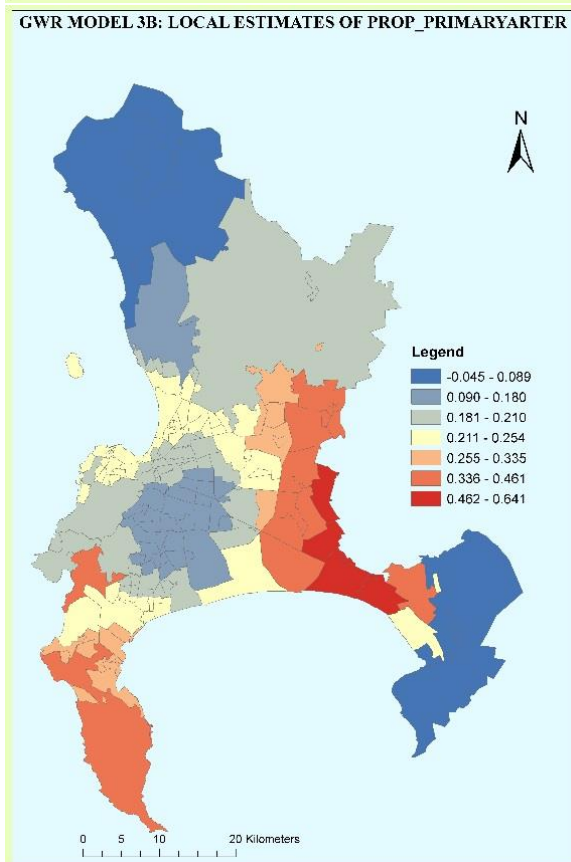 GWR MODEL 3B: LOCAL ESTIMATES OF PROP_PRIMARYARTER
N
Legend
-0.045 - 0.089
0.090 - 0.180
0.181 - 0.210
0.211 - 0.254
0.255 - 0.335
0.336 - 0.461
0.462 - 0.641
0 5 10 20 Kilometers